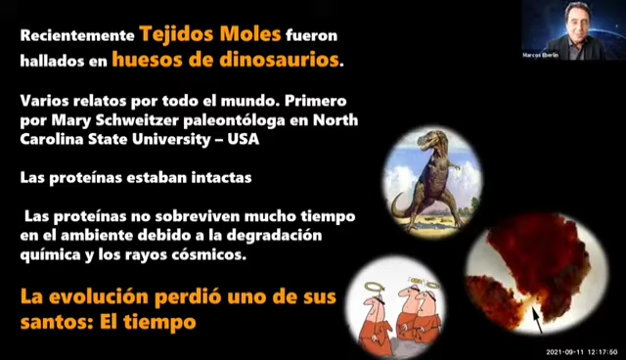 Recientemente Tejidos Moles fueron
hallados en huesos de dinosaurios.
Varios relatos por todo el mundo. Primero
por Mary Schweitzer paleontóloga en North
Carolina State University – USA
Las proteínas estaban intactas
Las proteínas no sobreviven mucho tiempo
en el ambiente debido a la degradación
química y los rayos cósmicos.
La evolución perdió uno de sus
santos: El tiempo
Marcos Eberlin
2021-09-11 12:17:50